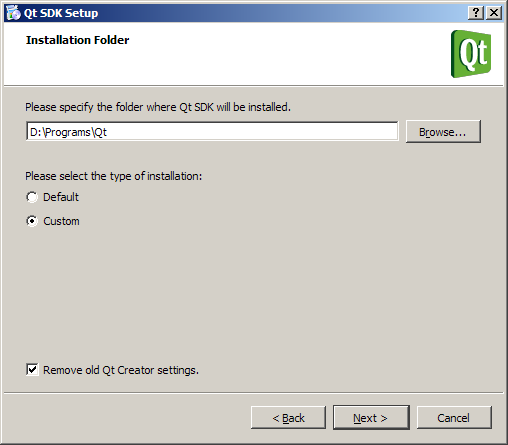 Qt SDK Setup
Installation Folder
Qt
Please specify the folder where Qt SDK will be installed.
D:\Programs\Qt
Browse...
Please select the type of installation:
Default
Custom
Remove old Qt Creator settings.
< Back
Next >
Cancel